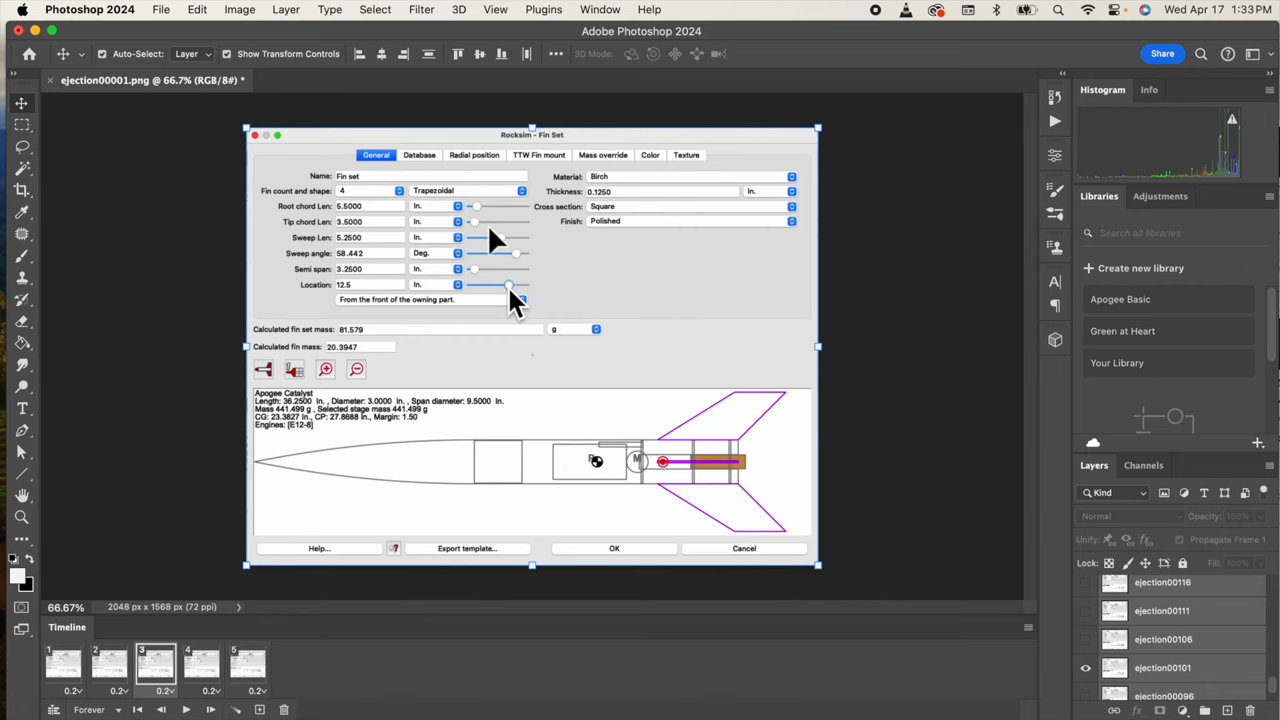 Photoshop 2024 File Edit Image Layer Type Select Filter 3D View Plugins Window Help Wed Apr 17 1:33 PM
Adobe Photoshop 2024
Auto-Select: Layer Show Transform Controls 3D Mode: Share
ejection00001.png @ 66.7% (RGB/8#) *
Histogram Info
Rocksim - Fin Set
General Database Radial position TTW Fin mount Mass override Color Texture
Name: Fin set
Material: Birch
Fin count and shape: 4 Trapezoidal
Thickness: 0.1250 In.
Root chord Len: 5.5000 In.
Cross section: Square
Tip chord Len: 3.5000 In.
Finish: Polished
Sweep Len: 5.2500 In.
Sweep angle: 58.442 Deg.
Semi span: 3.2500 In.
Location: 12.5 In.
From the front of the owning part.
Calculated fin set mass: 81.579 g
Calculated fin mass: 20.3947
Apogee Catalyst
Length: 36.2500 In. , Diameter: 3.0000 In. , Span diameter: 9.5000 In.
Mass 441.499 g , Selected stage mass 441.499 g
CG: 23.3827 In., CP: 27.8688 In., Margin: 1.50
Engines: [E12-8]
M
Help... Export template... OK Cancel
Libraries Adjustments
Search all libraries
Create new library
Apogee Basic
Green at Heart
Your Library
Layers Channels
Kind
Normal Opacity: 100%
Unify: Propagate Frame 1
Lock: Fill: 100%
ejection00116
ejection00111
ejection00106
ejection00101
ejection00096
66.67% 2048 px x 1568 px (72 ppi)
Timeline
1 2 3 4 5
0.2 0.2 0.2 0.2 0.2
Forever